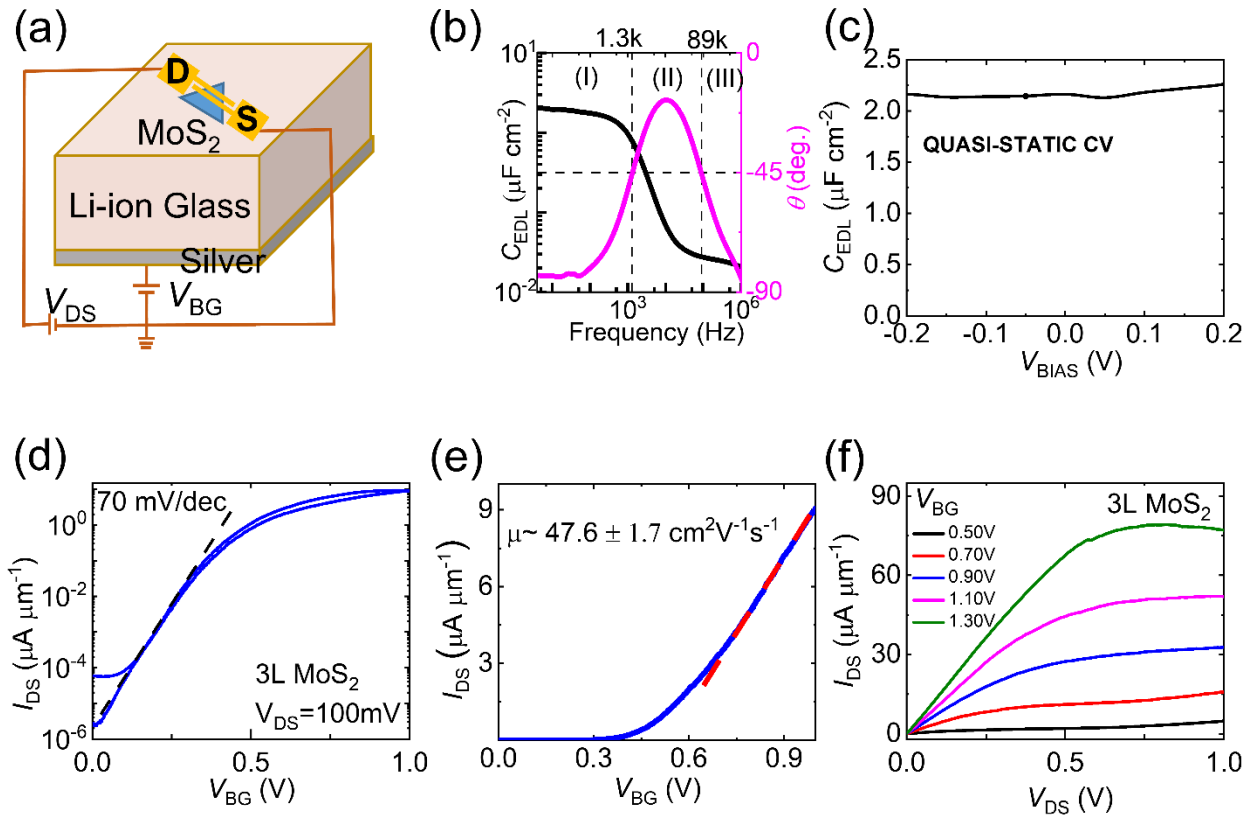 (a)
D
S
MoS2
Li-ion Glass
Silver
VDS
VBG
(b)
1.3k 89k
(I) (II) (III)
10^1
10^-2
CEDL (μF cm^-2)
0
-45
-90
θ (deg.)
10^3 10^6
Frequency (Hz)
(c)
2.5
2.0
1.5
1.0
0.5
0.0
CEDL (μF cm^-2)
QUASI-STATIC CV
-0.2 -0.1 0.0 0.1 0.2
VBIAS (V)
(d)
70 mV/dec
10^0
10^-2
10^-4
10^-6
IDS (μA μm^-1)
3L MoS2
VDS=100mV
0.0 0.5 1.0
VBG (V)
(e)
μ~ 47.6 ± 1.7 cm^2V^-1s^-1
9
6
3
IDS (μA μm^-1)
0.0 0.3 0.6 0.9
VBG (V)
(f)
90
60
30
0
IDS (μA μm^-1)
VBG
0.50V
0.70V
0.90V
1.10V
1.30V
3L MoS2
0.0 0.5 1.0
VDS (V)